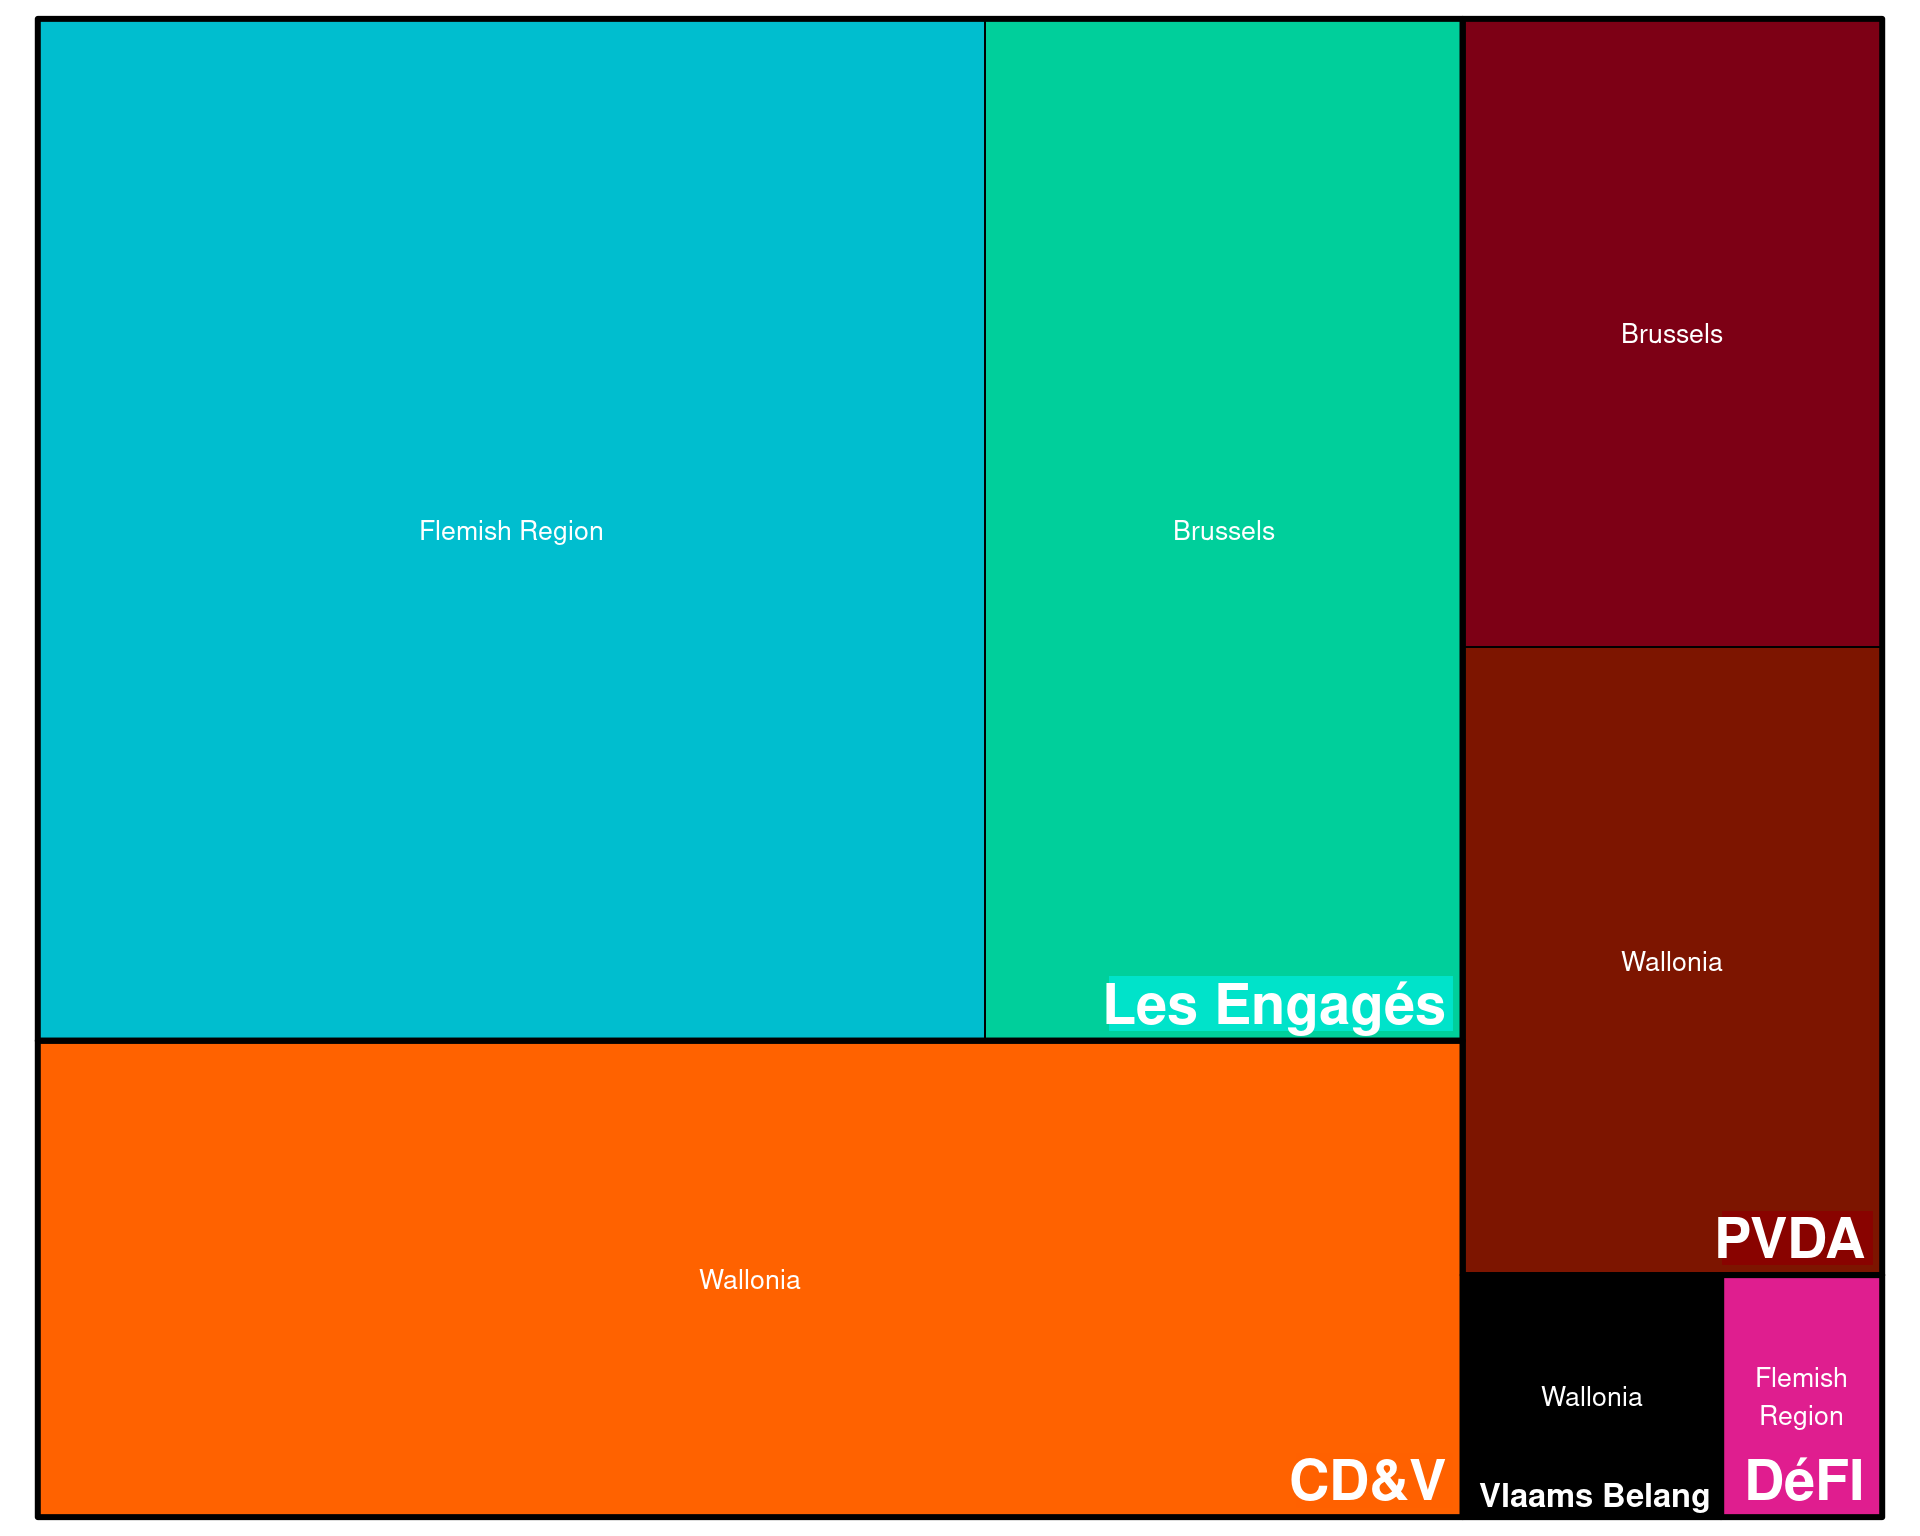 Flemish Region
Brussels
Les Engagés
Wallonia
CD&V
Brussels
Wallonia
PVDA
Wallonia
Vlaams Belang
Flemish
Region
DéFI